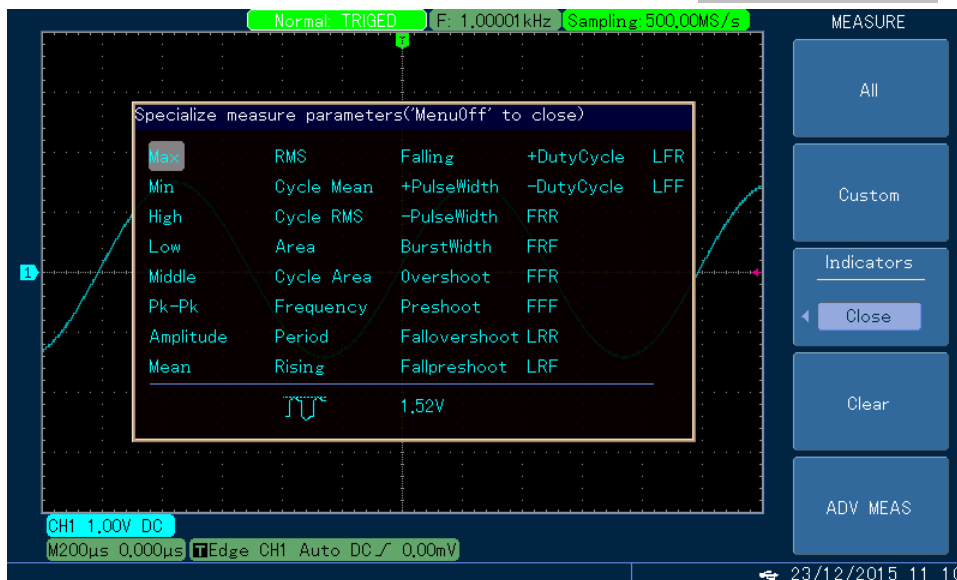 Normal: TRIGED F: 1.00001kHz Sampling: 500.00MS/s MEASURE
T
All
Specialize measure parameters('MenuOff' to close)
Max RMS Falling +DutyCycle LFR
Min Cycle Mean +PulseWidth -DutyCycle LFF
High Cycle RMS -PulseWidth FRR
Low Area BurstWidth FRF
Middle Cycle Area Overshoot FFR
Pk-Pk Frequency Preshoot FFF
Amplitude Period Fallovershoot LRR
Mean Rising Fallpreshoot LRF
1.52V
1
Custom
Indicators
Close
Clear
ADV MEAS
CH1 1.00V DC
M200µs 0.000µs T Edge CH1 Auto DC 0.00mV
23/12/2015 11